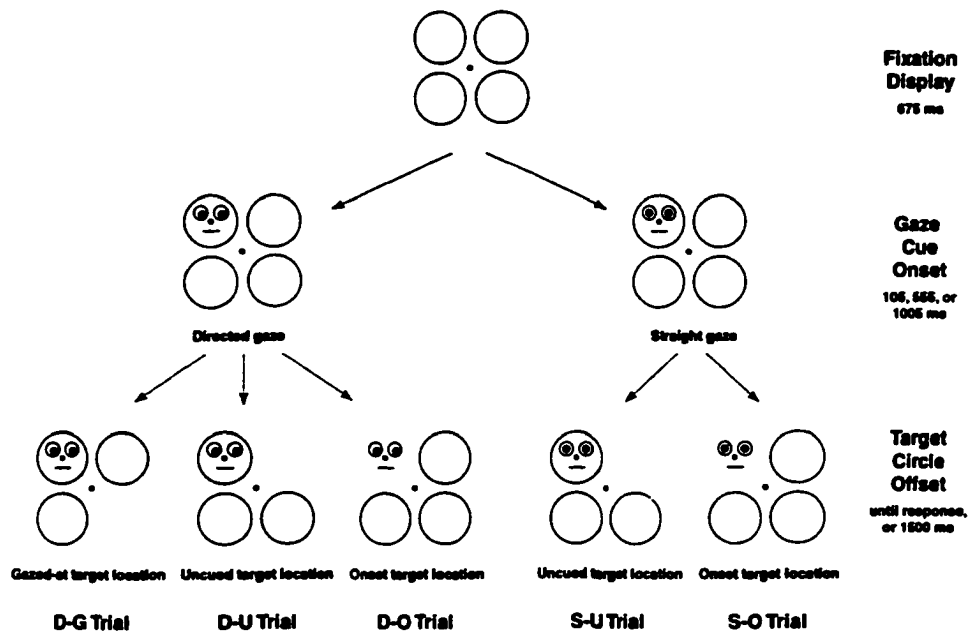 Fixation
Display
675 ms
Gaze
Cue
Onset
105, 555, or
1005 ms
Directed gaze
Straight gaze
Target
Circle
Offset
until response,
or 1500 ms
Gazed-at target location
Uncued target location
Onset target location
Uncued target location
Onset target location
D-G Trial
D-U Trial
D-O Trial
S-U Trial
S-O Trial